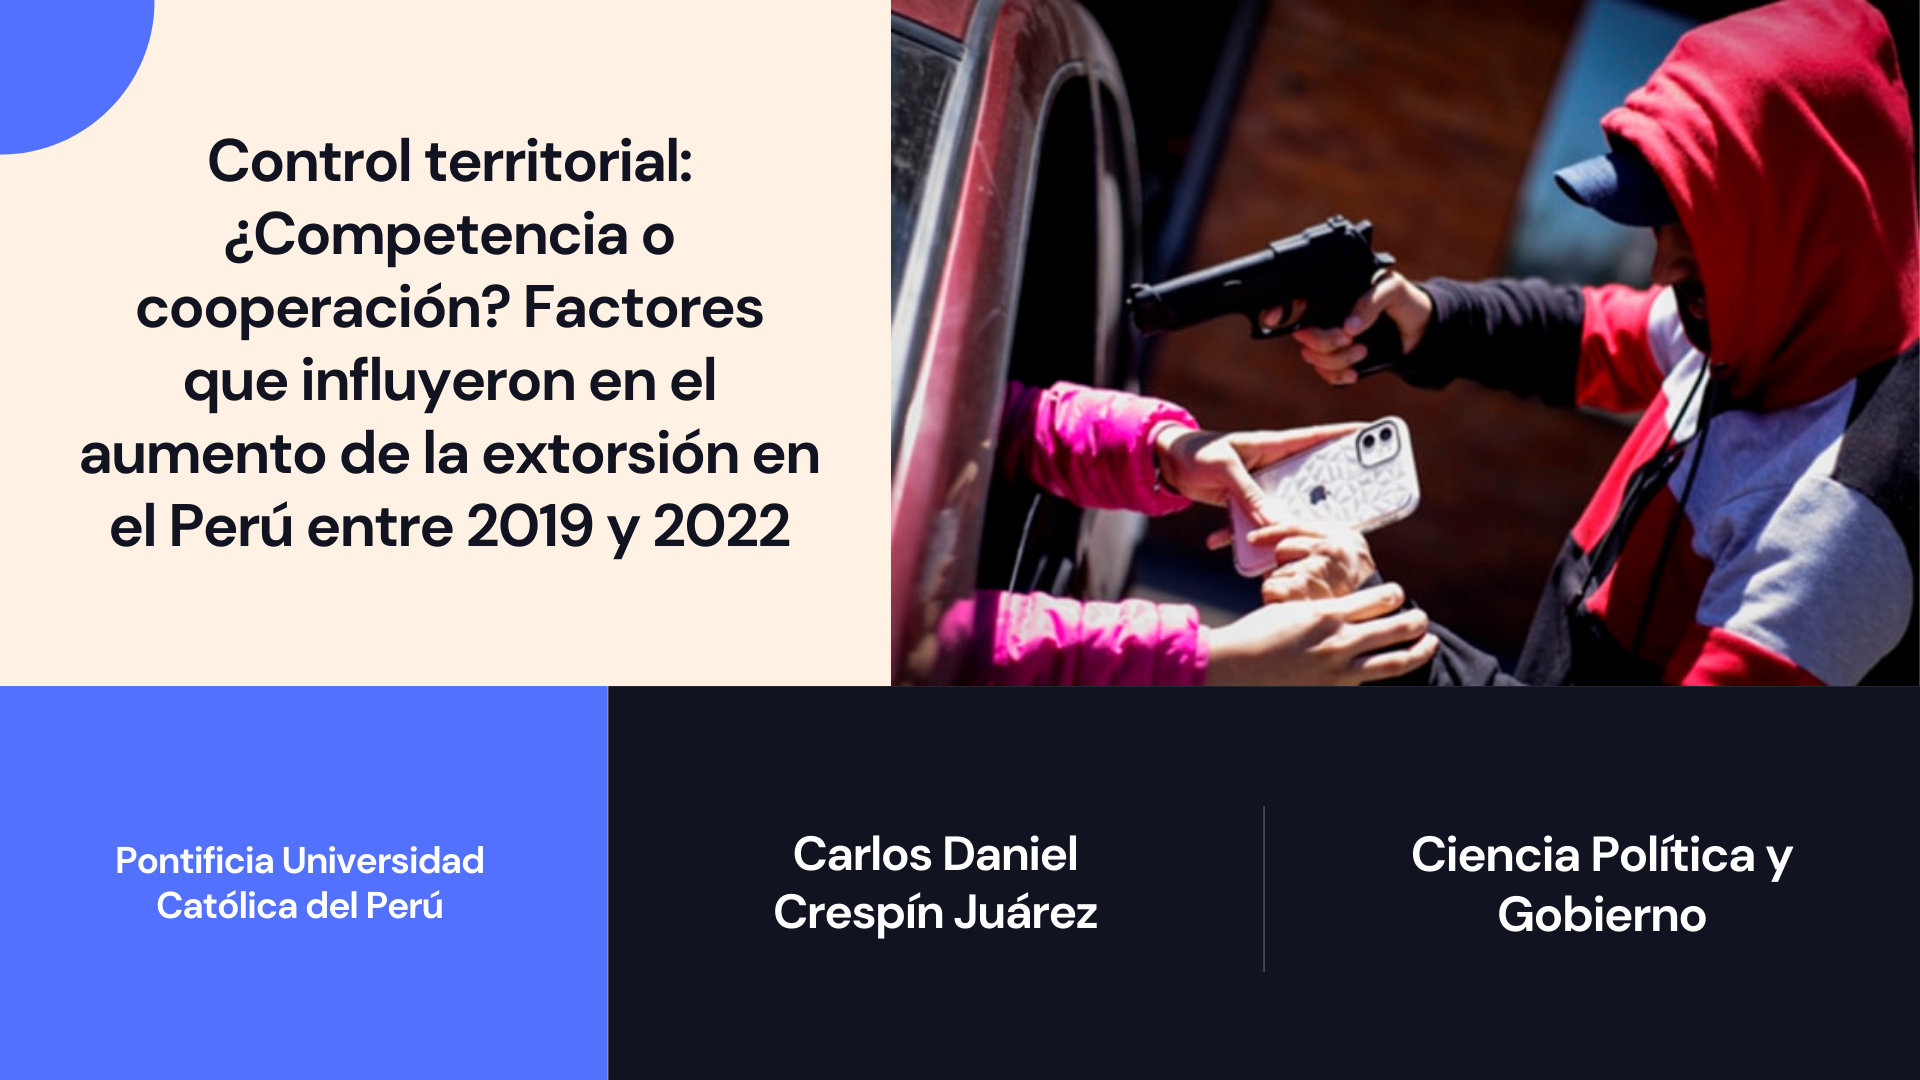 Control territorial:
¿Competencia o
cooperación? Factores
que influyeron en el
aumento de la extorsión en
el Perú entre 2019 y 2022
Pontificia Universidad
Católica del Perú
Carlos Daniel
Crespín Juárez
Ciencia Política y
Gobierno